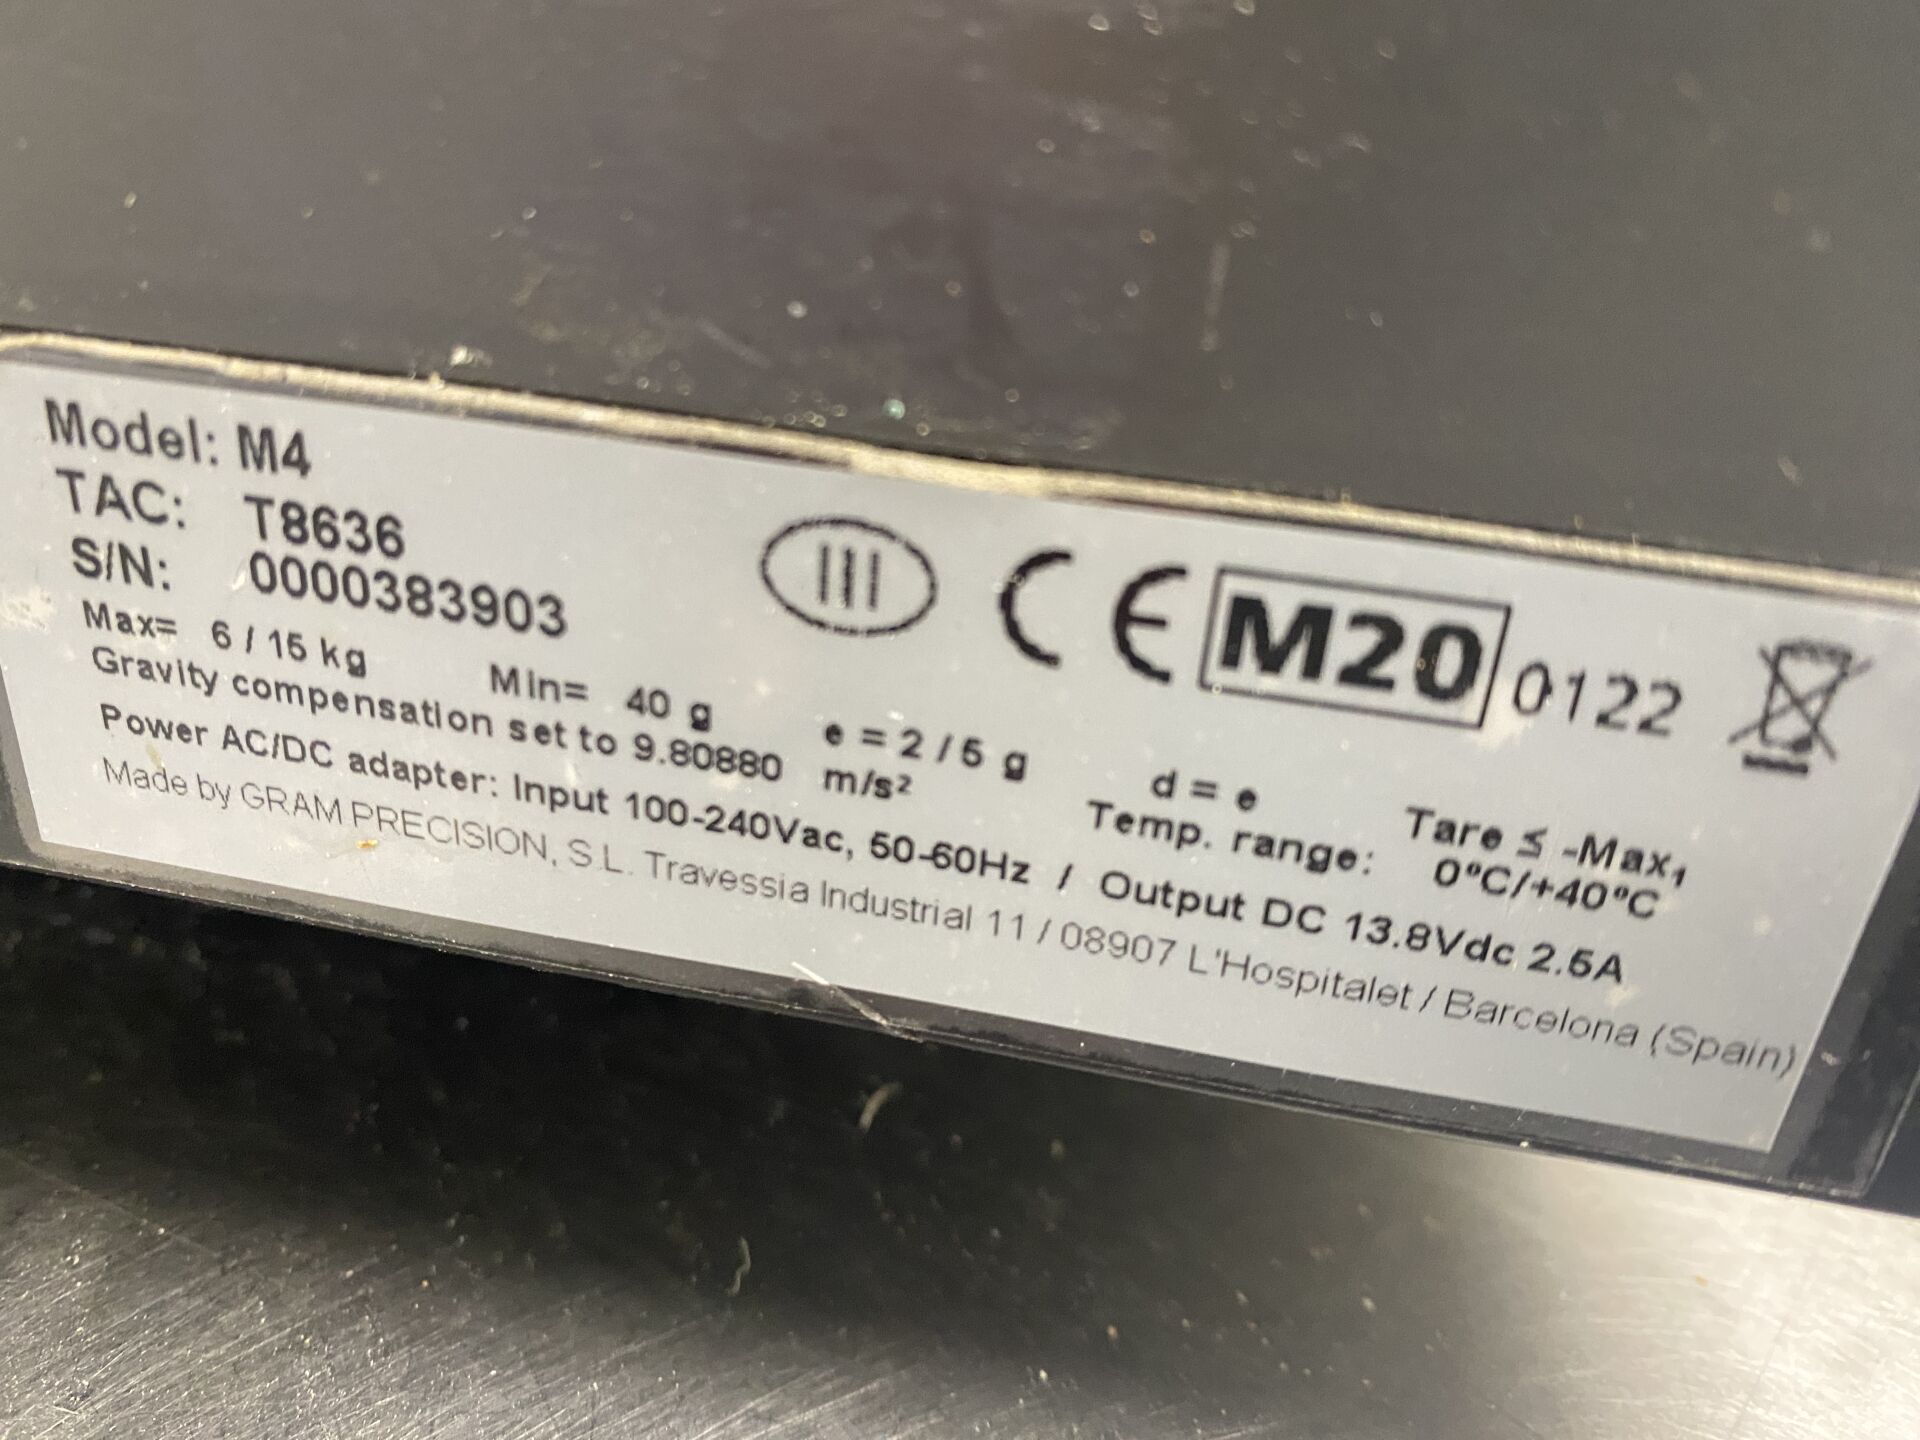 Model: M4
TAC: T8636
S/N: 0000383903
III
CE M20 0122
Max= 6 / 15 kg Min= 40 g e = 2 / 5 g d = e Tare ≤ -Max₁
Gravity compensation set to 9.80880 m/s² Temp. range: 0°C/+40°C
Power AC/DC adapter: Input 100-240Vac, 50-60Hz / Output DC 13.8Vdc 2.5A
Made by GRAM PRECISION, S.L. Travessia Industrial 11 / 08907 L'Hospitalet / Barcelona (Spain)